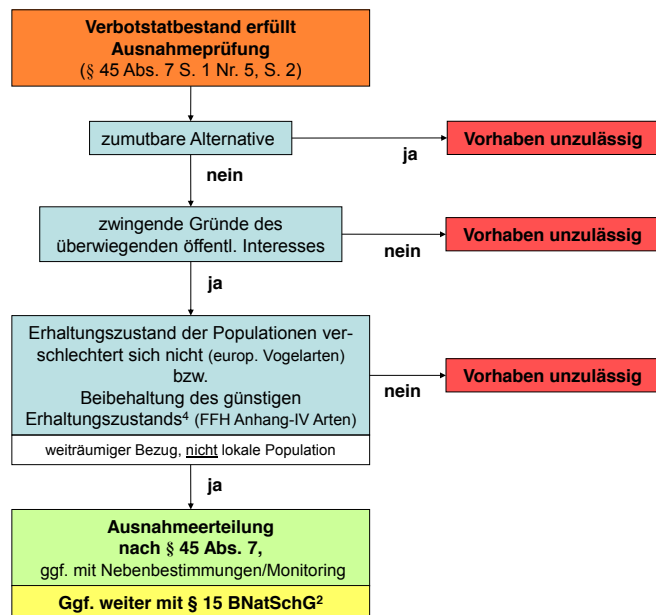 Verbotstatbestand erfüllt
Ausnahmeprüfung
(§ 45 Abs. 7 S. 1 Nr. 5, S. 2)
zumutbare Alternative
ja
Vorhaben unzulässig
nein
zwingende Gründe des
überwiegenden öffentl. Interesses
nein
Vorhaben unzulässig
ja
Erhaltungszustand der Populationen ver-
schlechtert sich nicht (europ. Vogelarten)
bzw.
Beibehaltung des günstigen
Erhaltungszustands⁴ (FFH Anhang-IV Arten)
weiträumiger Bezug, nicht lokale Population
nein
Vorhaben unzulässig
ja
Ausnahmeerteilung
nach § 45 Abs. 7,
ggf. mit Nebenbestimmungen/Monitoring
Ggf. weiter mit § 15 BNatSchG²